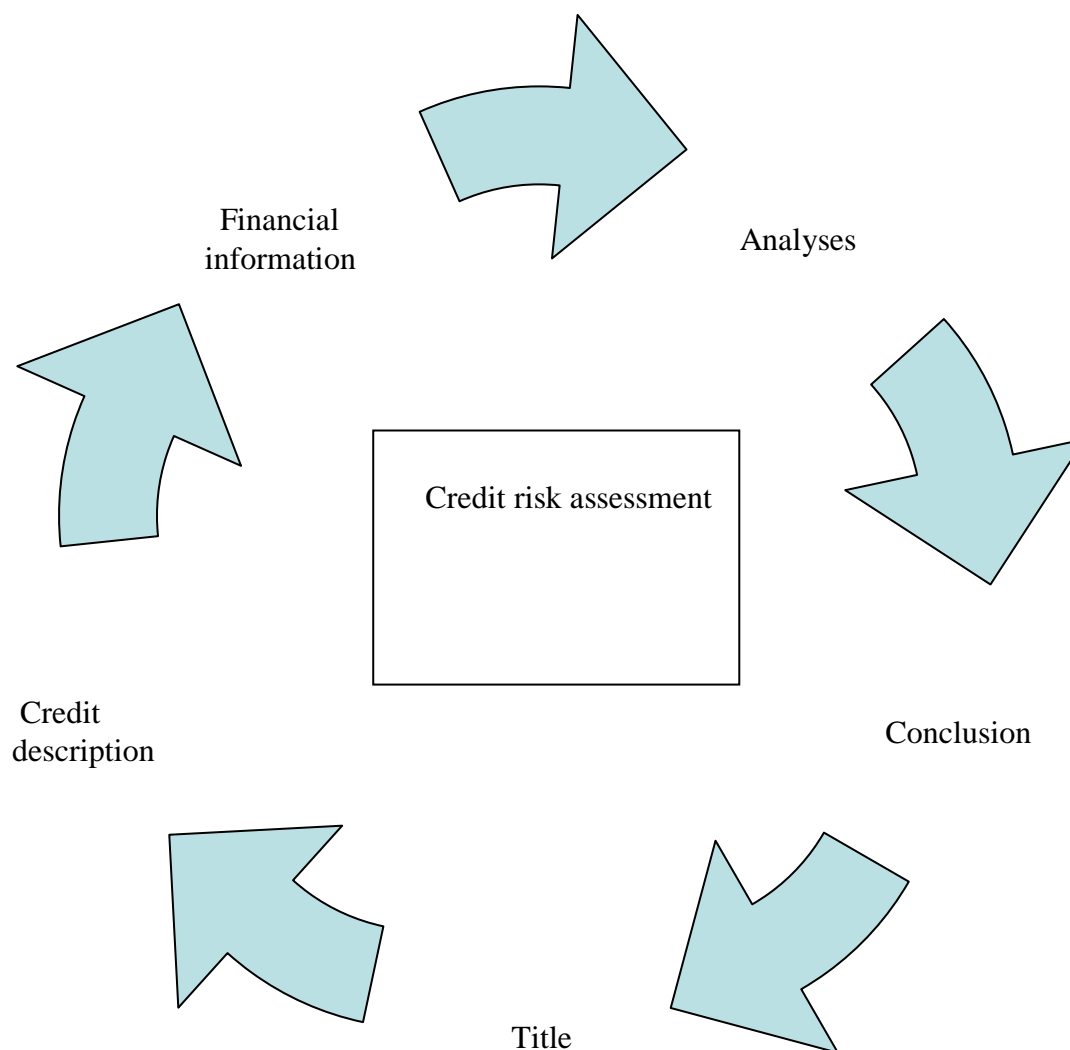 Financial
information
Analyses
Credit risk assessment
Credit
description
Conclusion
Title